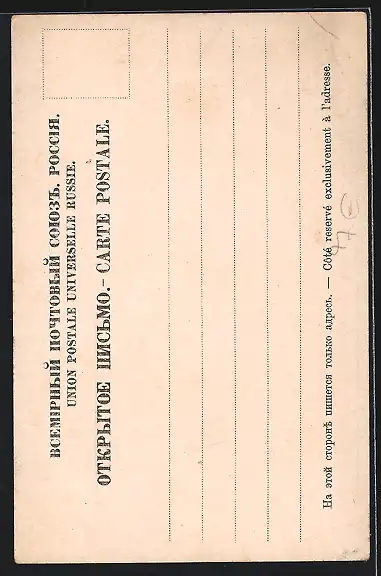 ВСЕМІРНЫЙ ПОЧТОВЫЙ СОЮЗЪ. РОССІЯ.
UNION POSTALE UNIVERSELLE RUSSIE.
ОТКРЫТОЕ ПИСЬМО. – CARTE POSTALE.
На этой сторонѣ пишется только адресъ. — Côté reservé exclusivement à l'adresse.